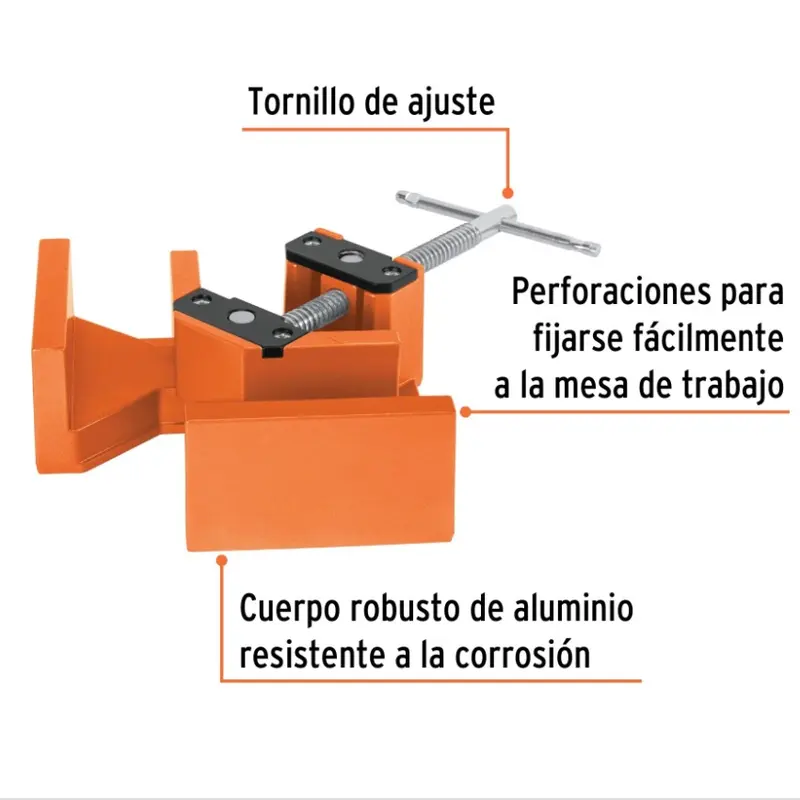 Tornillo de ajuste
Perforaciones para
fijarse fácilmente
a la mesa de trabajo
Cuerpo robusto de aluminio
resistente a la corrosión